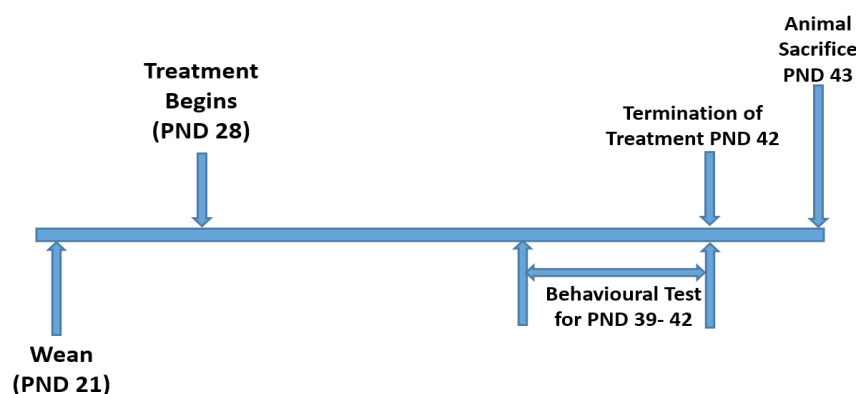 Animal
Sacrifice
PND 43
Treatment
Begins
(PND 28)
Termination of
Treatment PND 42
Behavioural Test
for PND 39- 42
Wean
(PND 21)